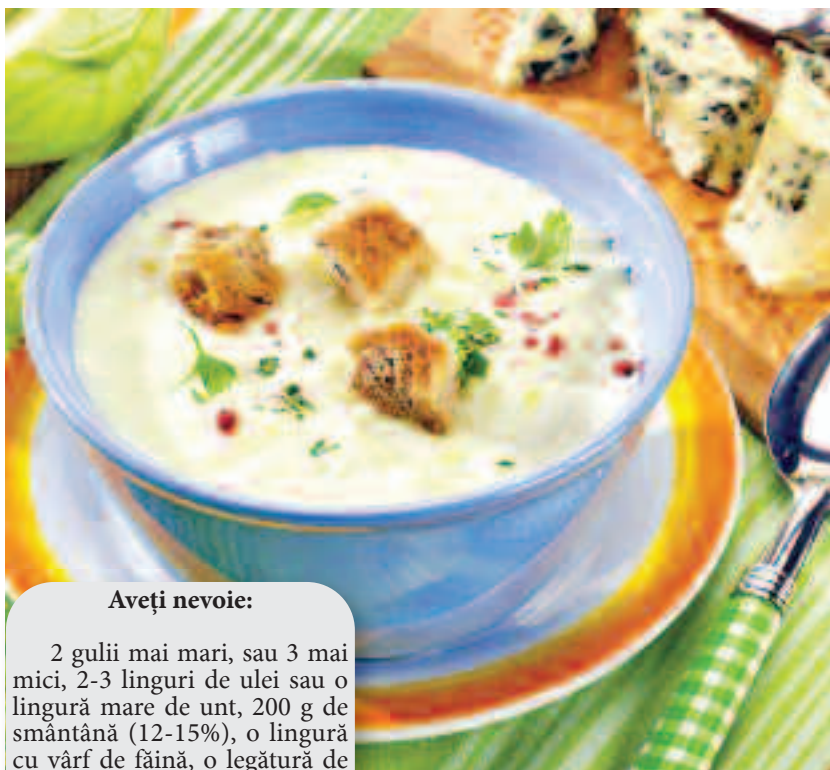 Aveți nevoie:
2 gulii mai mari, sau 3 mai
mici, 2-3 linguri de ulei sau o
lingură mare de unt, 200 g de
smântână (12-15%), o lingură
cu vârf de făină, o legătură de